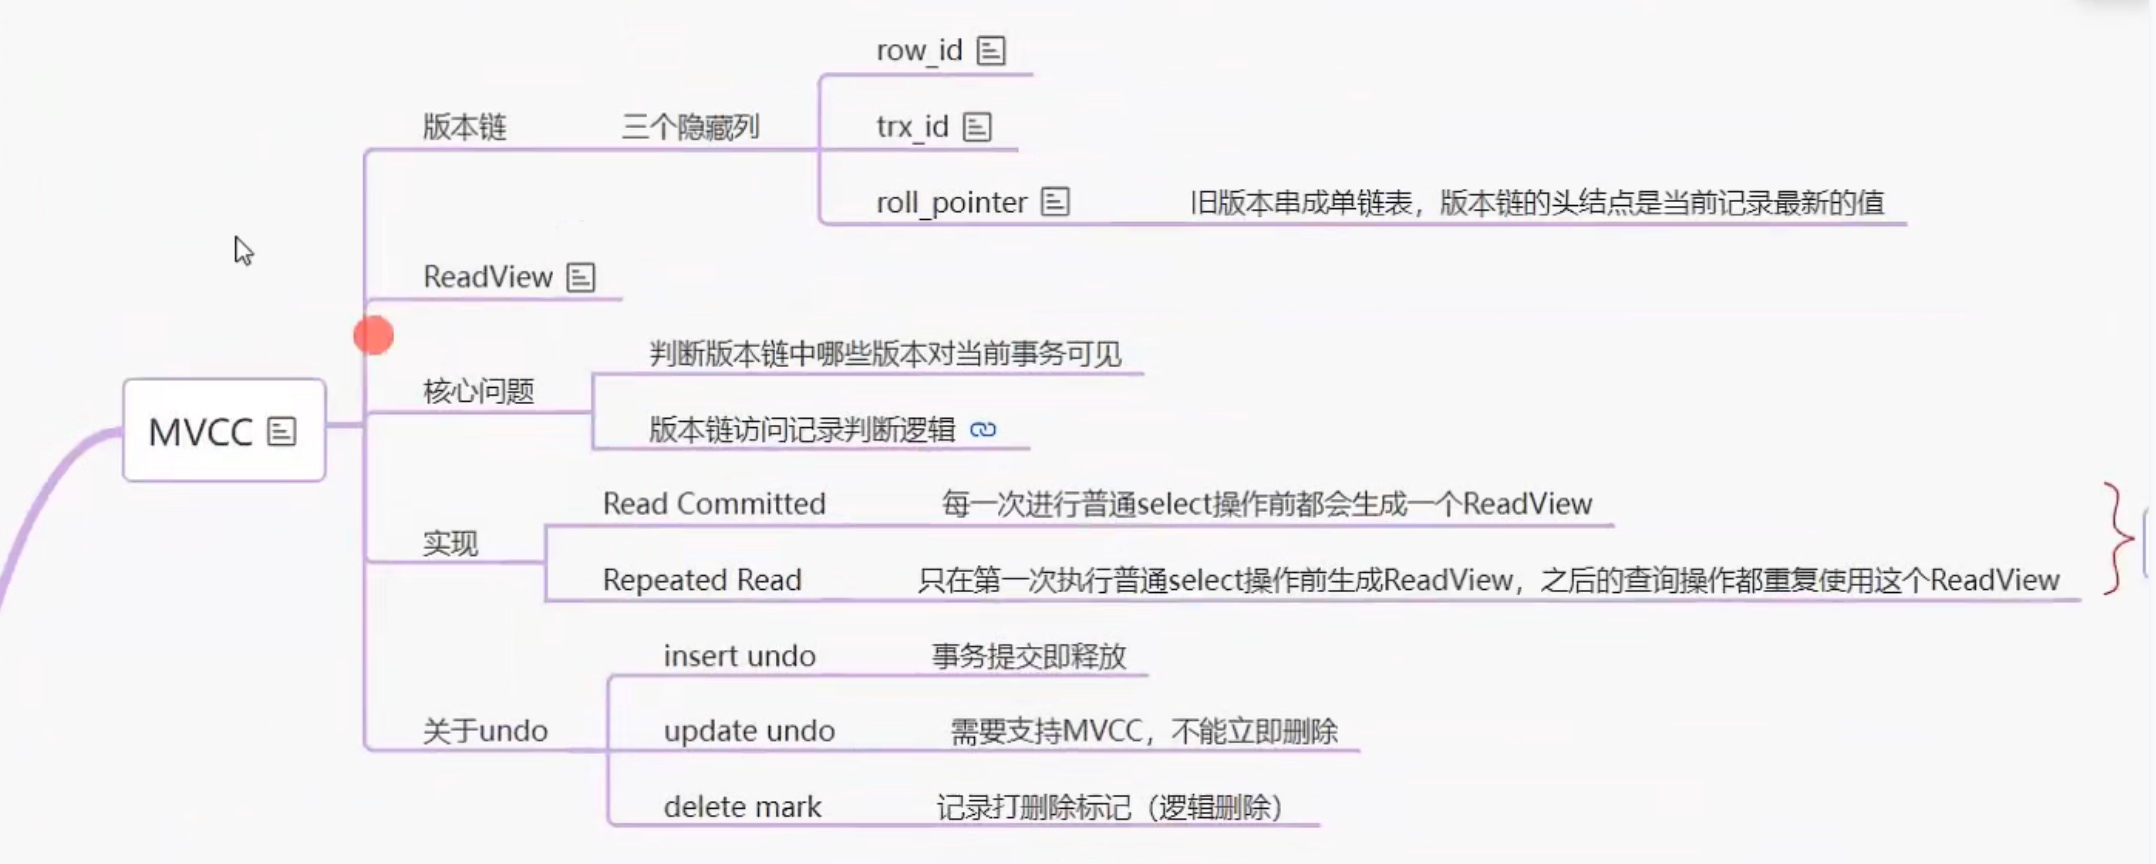 row_id
版本链
三个隐藏列
trx_id
roll_pointer
旧版本串成单链表，版本链的头结点是当前记录最新的值
ReadView
判断版本链中哪些版本对当前事务可见
核心问题
MVCC
版本链访问记录判断逻辑
Read Committed
每一次进行普通select操作前都会生成一个ReadView
实现
Repeated Read
只在第一次执行普通select操作前生成ReadView，之后的查询操作都重复使用这个ReadView
insert undo
事务提交即释放
关于undo
update undo
需要支持MVCC，不能立即删除
delete mark
记录打删除标记（逻辑删除）